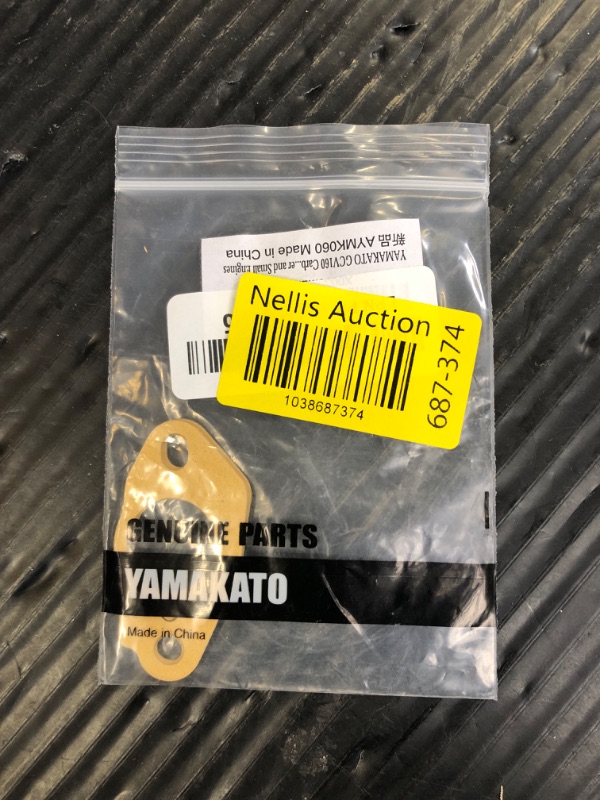 新品 AYMK060 Made in China
YAMAKATO GCV160 Carb...er and Small Engines
Nellis Auction
1038687374
687-374
GENUINE PARTS
YAMAKATO
Made in China